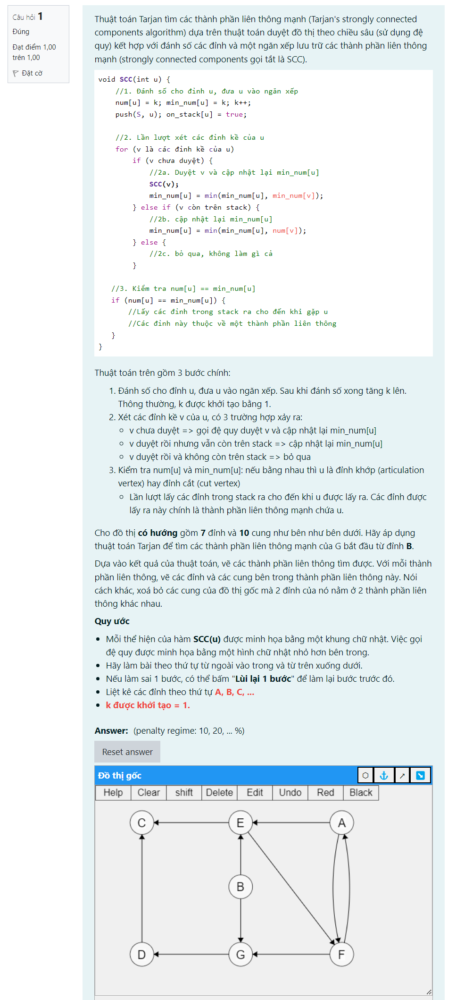 Câu hỏi 1
Đúng
Đạt điểm 1,00
trên 1,00
Đặt cờ
Thuật toán Tarjan tìm các thành phần liên thông mạnh (Tarjan's strongly connected
components algorithm) dựa trên thuật toán duyệt đồ thị theo chiều sâu (sử dụng đệ
quy) kết hợp với đánh số các đỉnh và một ngăn xếp lưu trữ các thành phần liên thông
mạnh (strongly connected components gọi tắt là SCC).
void SCC(int u) {
//1. Đánh số cho đỉnh u, đưa u vào ngăn xếp
num[u] = k; min_num[u] = k; k++;
push(S, u); on_stack[u] = true;
//2. Lần lượt xét các đỉnh kề của u
for (v là các đỉnh kề của u)
if (v chưa duyệt) {
//2a. Duyệt v và cập nhật lại min_num[u]
SCC(v);
min_num[u] = min(min_num[u], min_num[v]);
} else if (v còn trên stack) {
//2b. cập nhật lại min_num[u]
min_num[u] = min(min_num[u], num[v]);
} else {
//2c. bỏ qua, không làm gì cả
}
//3. Kiểm tra num[u] == min_num[u]
if (num[u] == min_num[u]) {
//Lấy các đỉnh trong stack ra cho đến khi gặp u
//Các đỉnh này thuộc về một thành phần liên thông
}
}
Thuật toán trên gồm 3 bước chính:
1. Đánh số cho đỉnh u, đưa u vào ngăn xếp. Sau khi đánh số xong tăng k lên.
Thông thường, k được khởi tạo bằng 1.
2. Xét các đỉnh kề v của u, có 3 trường hợp xảy ra:
◦ v chưa duyệt => gọi đệ quy duyệt v và cập nhật lại min_num[u]
◦ v duyệt rồi nhưng vẫn còn trên stack => cập nhật lại min_num[u]
◦ v duyệt rồi và không còn trên stack => bỏ qua
3. Kiểm tra num[u] và min_num[u]: nếu bằng nhau thì u là đỉnh khớp (articulation
vertex) hay đỉnh cắt (cut vertex)
◦ Lần lượt lấy các đỉnh trong stack ra cho đến khi u được lấy ra. Các đỉnh được
lấy ra này chính là thành phần liên thông mạnh chứa u.
Cho đồ thị có hướng gồm 7 đỉnh và 10 cung như bên như bên dưới. Hãy áp dụng
thuật toán Tarjan để tìm các thành phần liên thông mạnh của G bắt đầu từ đỉnh B.
Dựa vào kết quả của thuật toán, vẽ các thành phần liên thông tìm được. Với mỗi thành
phần liên thông, vẽ các đỉnh và các cung bên trong thành phần liên thông này. Nói
cách khác, xoá bỏ các cung của đồ thị gốc mà 2 đỉnh của nó nằm ở 2 thành phần liên
thông khác nhau.
Quy ước
• Mỗi thể hiện của hàm SCC(u) được minh họa bằng một khung chữ nhật. Việc gọi
đệ quy được minh họa bằng một hình chữ nhật nhỏ hơn bên trong.
• Hãy làm bài theo thứ tự từ ngoài vào trong và từ trên xuống dưới.
• Nếu làm sai 1 bước, có thể bấm "Lùi lại 1 bước" để làm lại bước trước đó.
• Liệt kê các đỉnh theo thứ tự A, B, C, ...
• k được khởi tạo = 1.
Answer: (penalty regime: 10, 20, ... %)
Reset answer
Đồ thị gốc
Help Clear shift Delete Edit Undo Red Black
C E A
B
D G F